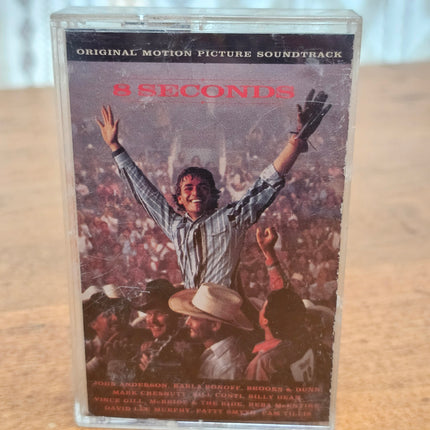 ORIGINAL MOTION PICTURE SOUNDTRACK
8 SECONDS
JOHN ANDERSON, KARLA BONOFF, BROOKS & DUNN
MARK CHESNUTT, BILL CONTI, BILLY DEAN
VINCE GILL, McBRIDE & THE RIDE, REBA McENTIRE
DAVID LEE MURPHY, PATTY SMYTH, PAM TILLIS